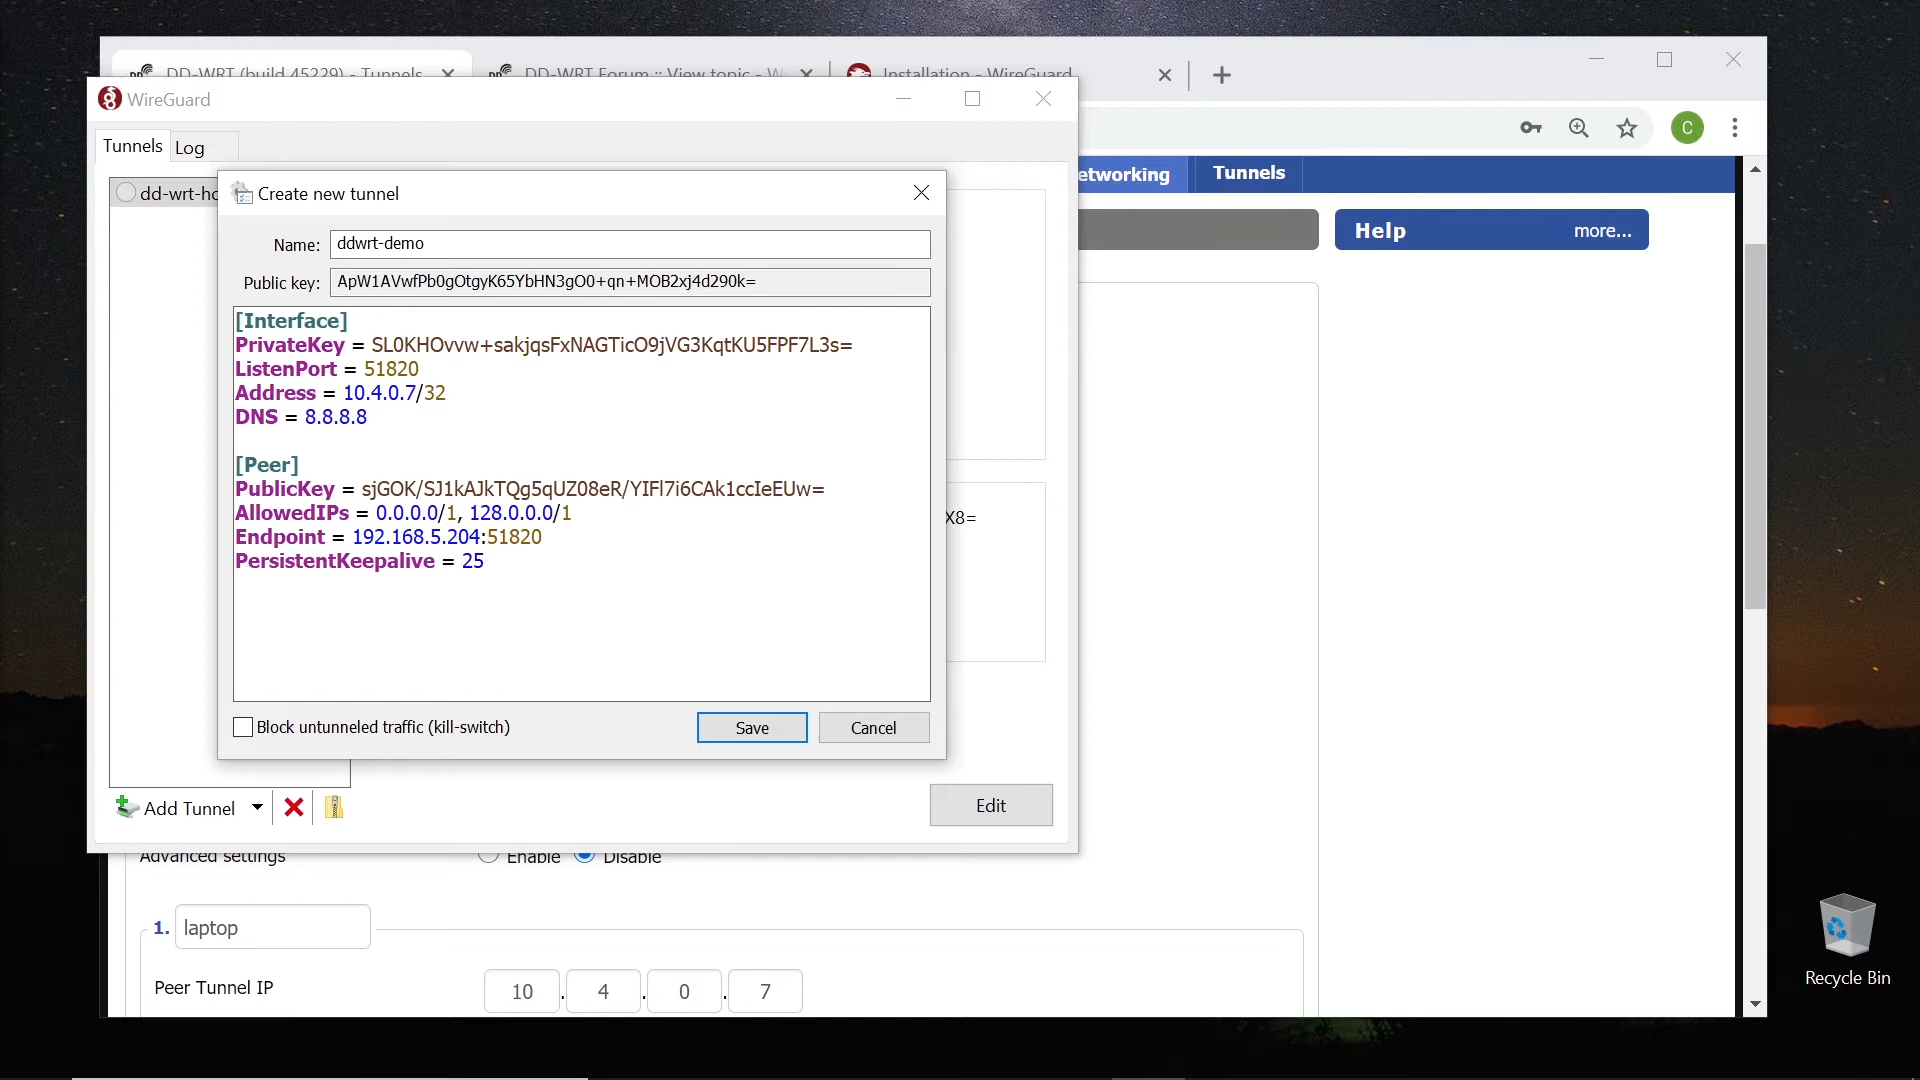 DD-WRT (build 45229) - Tunnels
DD-WRT Forum :: View topic - W
Installation - WireGuard
WireGuard
C
Tunnels
Log
etworking
Tunnels
dd-wrt-ho
Create new tunnel
Help
more...
Name:
ddwrt-demo
Public key:
ApW1AVwfPb0gOtgyK65YbHN3gO0+qn+MOB2xj4d290k=
[Interface]
PrivateKey = SL0KHOvvw+sakjqsFxNAGTicO9jVG3KqtKU5FPF7L3s=
ListenPort = 51820
Address = 10.4.0.7/32
DNS = 8.8.8.8
[Peer]
PublicKey = sjGOK/SJ1kAJkTQg5qUZ08eR/YIFl7i6CAk1ccIeEUw=
AllowedIPs = 0.0.0.0/1, 128.0.0.0/1
X8=
Endpoint = 192.168.5.204:51820
PersistentKeepalive = 25
Block untunneled traffic (kill-switch)
Save
Cancel
Add Tunnel
Edit
Advanced settings
Enable
Disable
1. laptop
Peer Tunnel IP
10 . 4 . 0 . 7
Recycle Bin